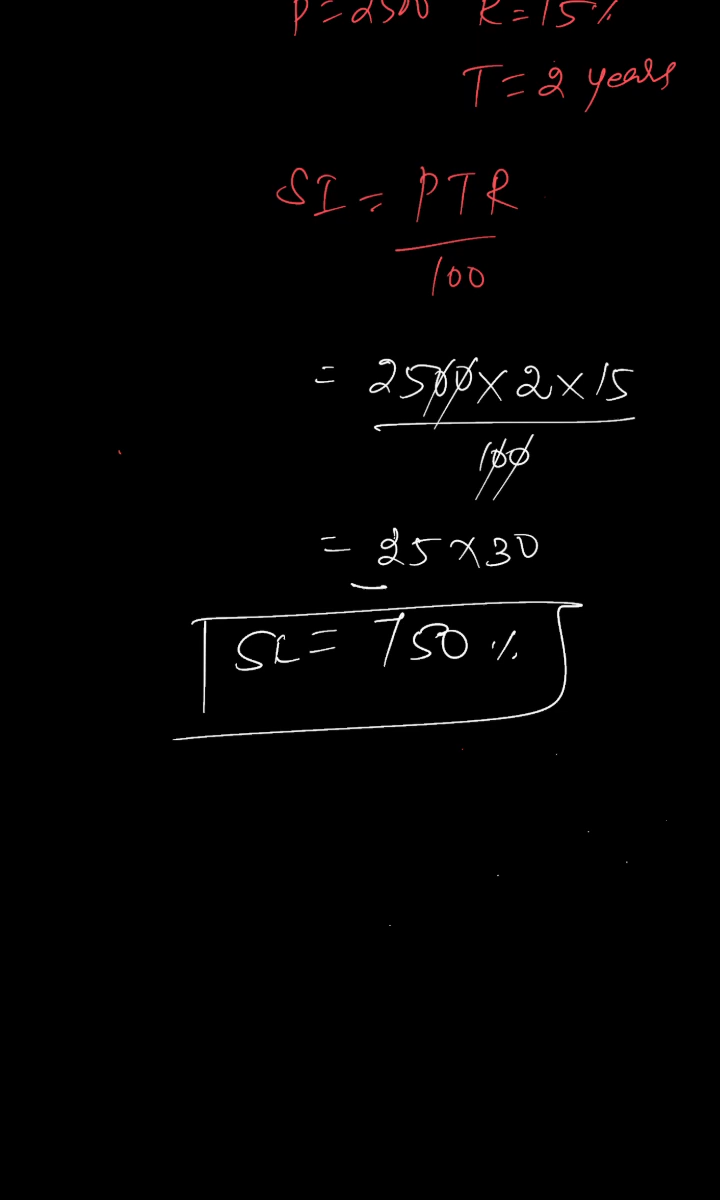 P=2500 R=15%
T=2 years
SI = PTR
100
= 2500×2×15
100
= 25×30
SI= 750 %